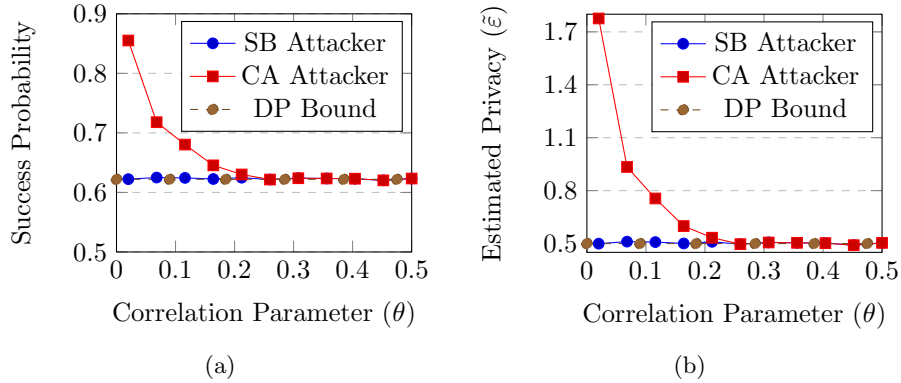 0.9
0.8
0.7
0.6
0.5
Success Probability
SB Attacker
CA Attacker
DP Bound
0 0.1 0.2 0.3 0.4 0.5
Correlation Parameter (θ)
(a)
1.7
1.4
1.1
0.8
0.5
Estimated Privacy (ε̃)
SB Attacker
CA Attacker
DP Bound
0 0.1 0.2 0.3 0.4 0.5
Correlation Parameter (θ)
(b)